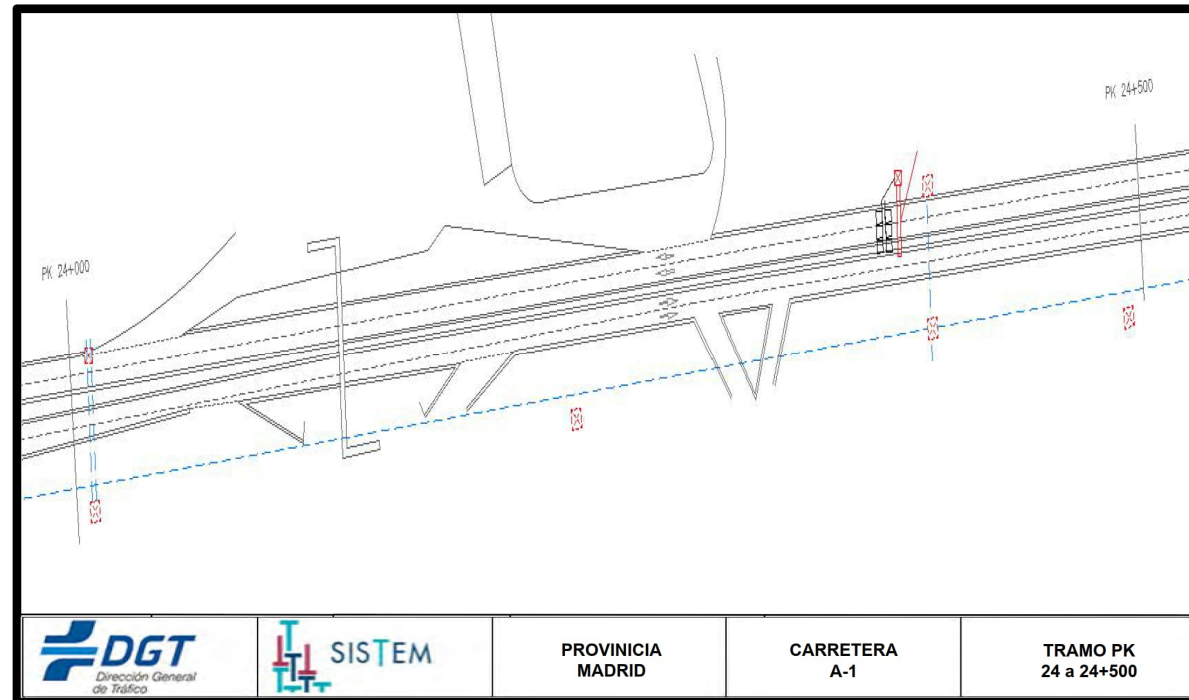 PK 24+500
PK 24+000
DGT
Dirección General
de Tráfico
SISTEM
PROVINICIA
MADRID
CARRETERA
A-1
TRAMO PK
24 a 24+500